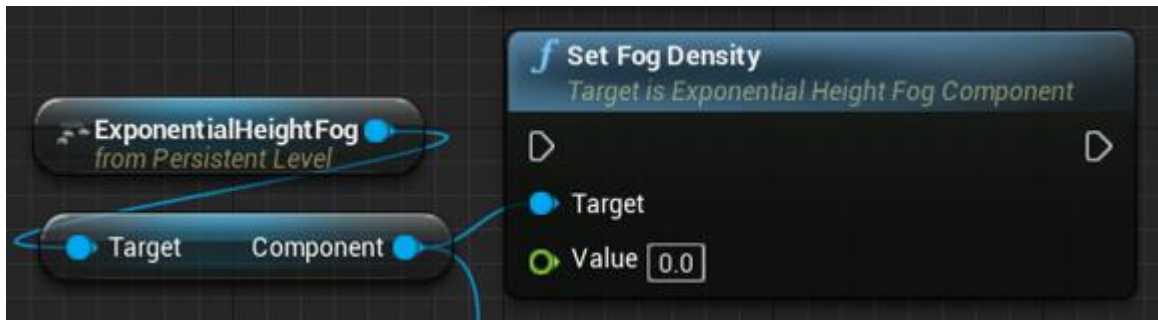 Set Fog Density
Target is Exponential Height Fog Component
ExponentialHeightFog
from Persistent Level
Target
Target Component
Value 0.0